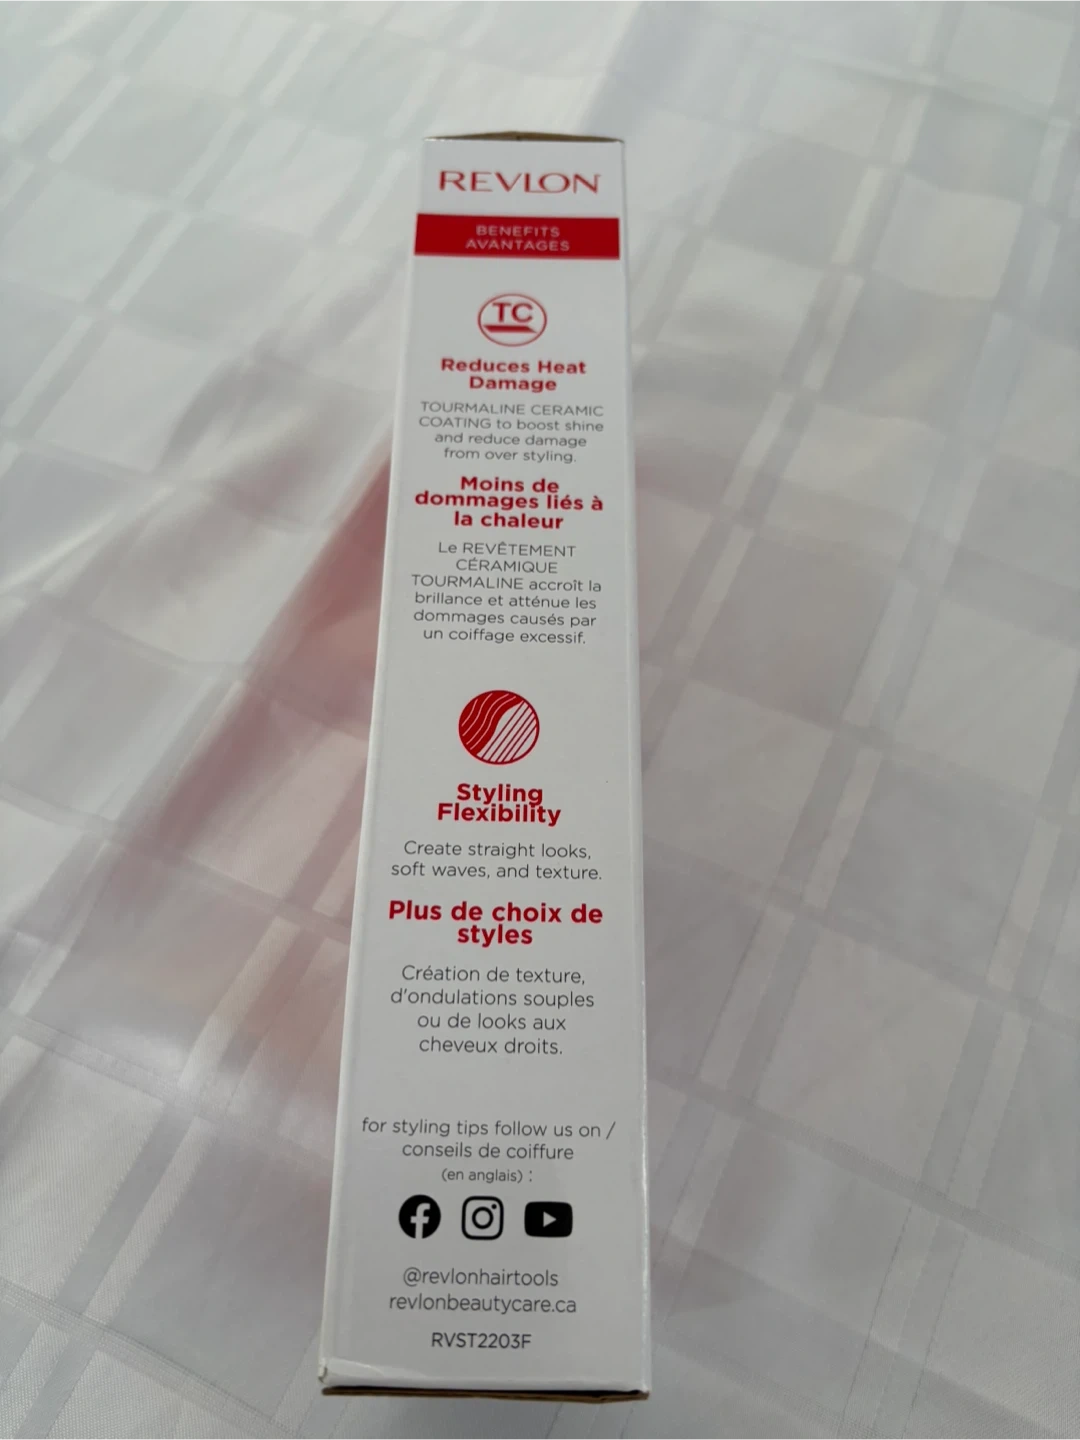 REVLON
BENEFITS
AVANTAGES
TC
Reduces Heat
Damage
TOURMALINE CERAMIC
COATING to boost shine
and reduce damage
from over styling.
Moins de
dommages liés à
la chaleur
Le REVÊTEMENT
CÉRAMIQUE
TOURMALINE accroît la
brillance et atténue les
dommages causés par
un coiffage excessif.
Styling
Flexibility
Create straight looks,
soft waves, and texture.
Plus de choix de
styles
Création de texture,
d'ondulations souples
ou de looks aux
cheveux droits.
for styling tips follow us on /
conseils de coiffure
(en anglais) :
@revlonhairtools
revlonbeautycare.ca
RVST2203F